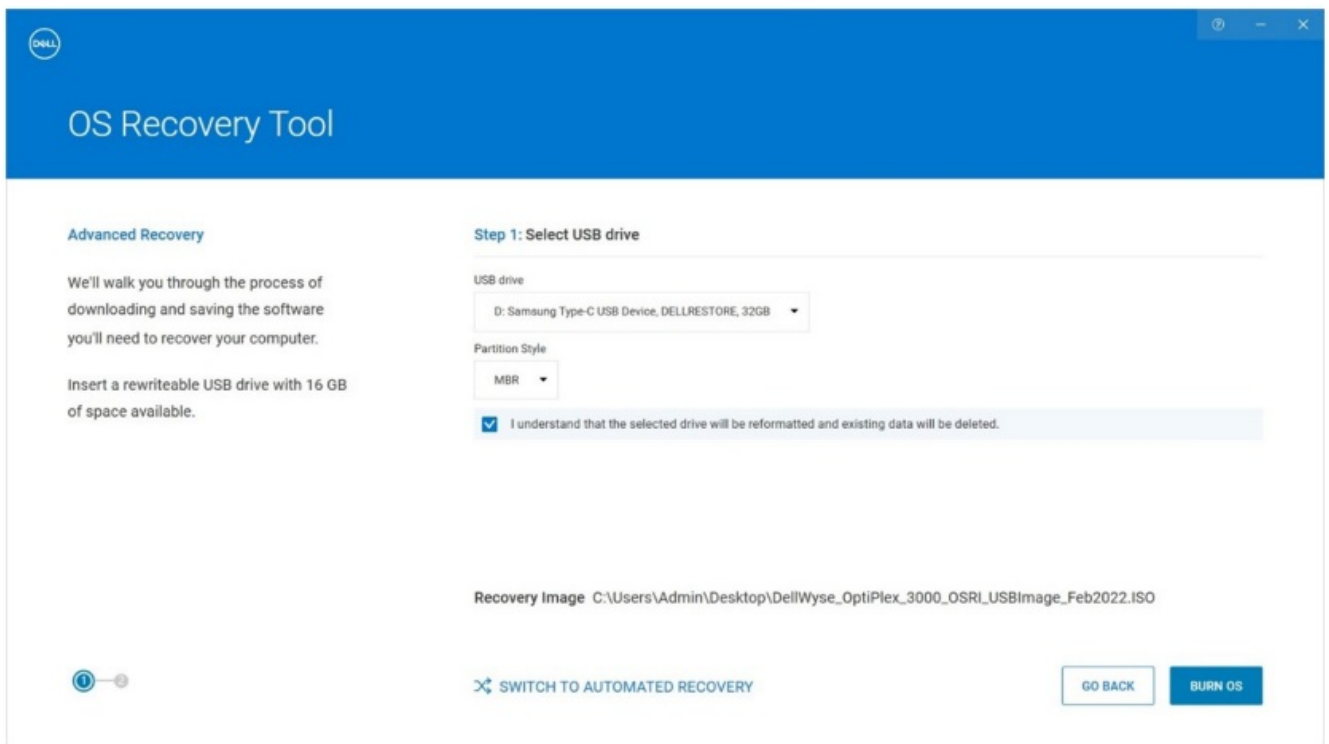 DELL
OS Recovery Tool
Advanced Recovery
We'll walk you through the process of
downloading and saving the software
you'll need to recover your computer.
Insert a rewriteable USB drive with 16 GB
of space available.
Step 1: Select USB drive
USB drive
D: Samsung Type-C USB Device, DELLRESTORE, 32GB
Partition Style
MBR
I understand that the selected drive will be reformatted and existing data will be deleted.
Recovery Image C:\Users\Admin\Desktop\DellWyse_OptiPlex_3000_OSRI_USBImage_Feb2022.ISO
1 2
SWITCH TO AUTOMATED RECOVERY
GO BACK
BURN OS